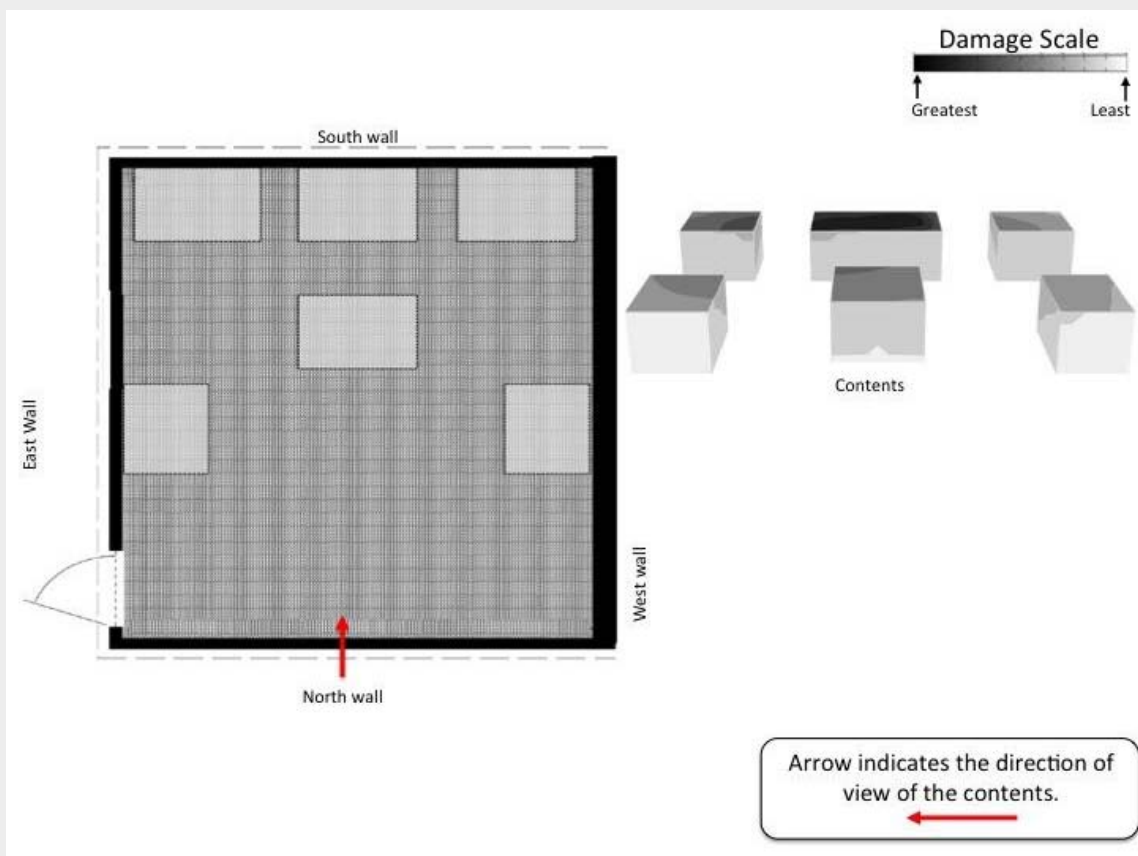 Damage Scale
Greatest
Least
South wall
East Wall
West wall
Contents
North wall
Arrow indicates the direction of
view of the contents.